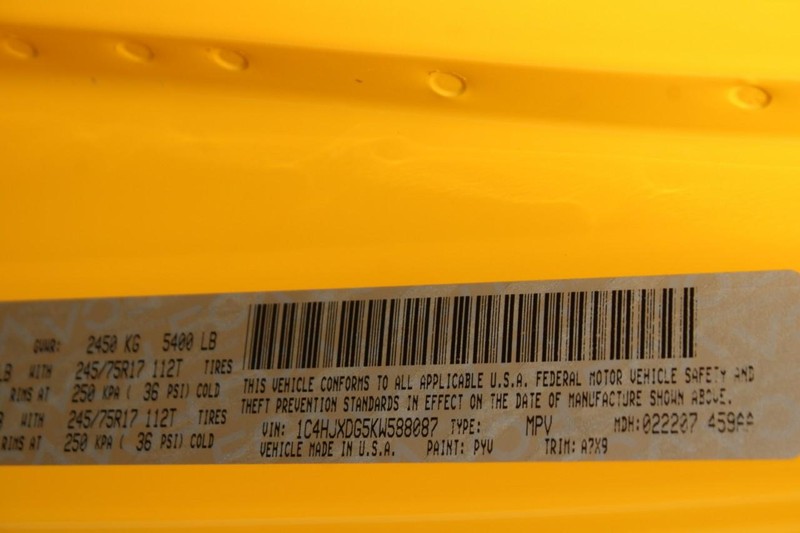 GVWR: 2450 KG 5400 LB
LB WITH 245/75R17 112T TIRES
RIMS AT 250 KPA ( 36 PSI) COLD
B WITH 245/75R17 112T TIRES
RIMS AT 250 KPA ( 36 PSI) COLD
THIS VEHICLE CONFORMS TO ALL APPLICABLE U.S.A. FEDERAL MOTOR VEHICLE SAFETY AND
THEFT PREVENTION STANDARDS IN EFFECT ON THE DATE OF MANUFACTURE SHOWN ABOVE.
VIN: 1C4HJXDG5KW588087 TYPE: MPV MDH:022207 459AA
VEHICLE MADE IN U.S.A. PAINT: PYV TRIM: A7X9